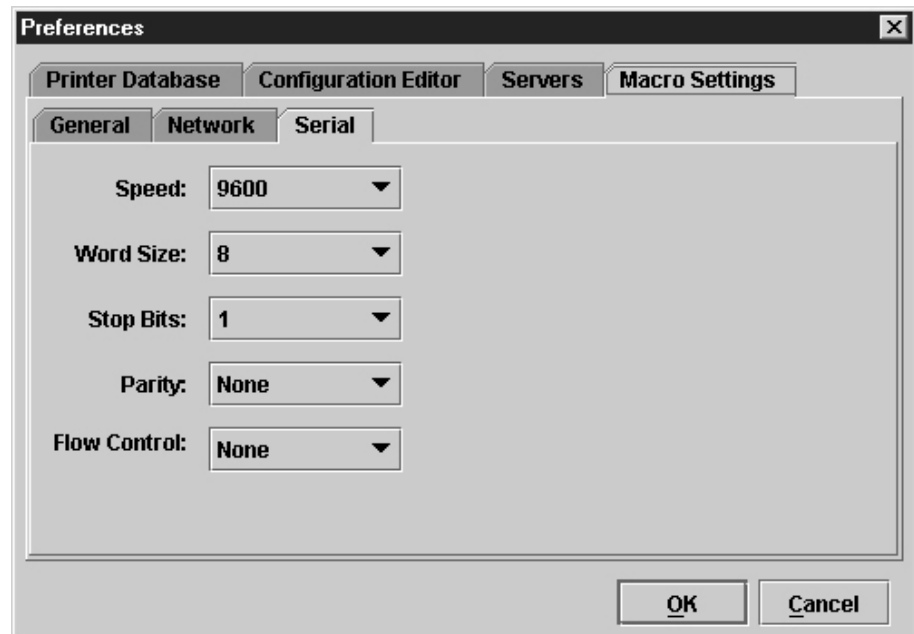 Preferences
Printer Database Configuration Editor Servers Macro Settings
General Network Serial
Speed: 9600
Word Size: 8
Stop Bits: 1
Parity: None
Flow Control: None
OK Cancel